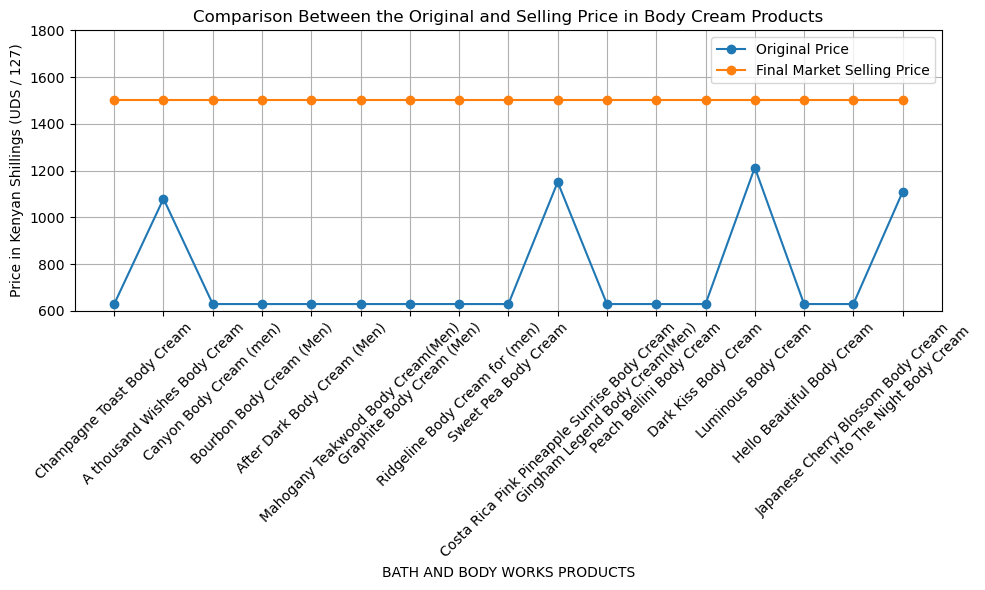 Comparison Between the Original and Selling Price in Body Cream Products
Price in Kenyan Shillings (UDS / 127)
1800
1600
1400
1200
1000
800
600
Original Price
Final Market Selling Price
Champagne Toast Body Cream
A thousand Wishes Body Cream
Canyon Body Cream (men)
Bourbon Body Cream (Men)
After Dark Body Cream (Men)
Mahogany Teakwood Body Cream(Men)
Graphite Body Cream (Men)
Ridgeline Body Cream for (men)
Sweet Pea Body Cream
Costa Rica Pink Pineapple Sunrise Body Cream
Gingham Legend Body Cream(Men)
Peach Bellini Body Cream
Dark Kiss Body Cream
Luminous Body Cream
Hello Beautiful Body Cream
Japanese Cherry Blossom Body Cream
Into The Night Body Cream
BATH AND BODY WORKS PRODUCTS